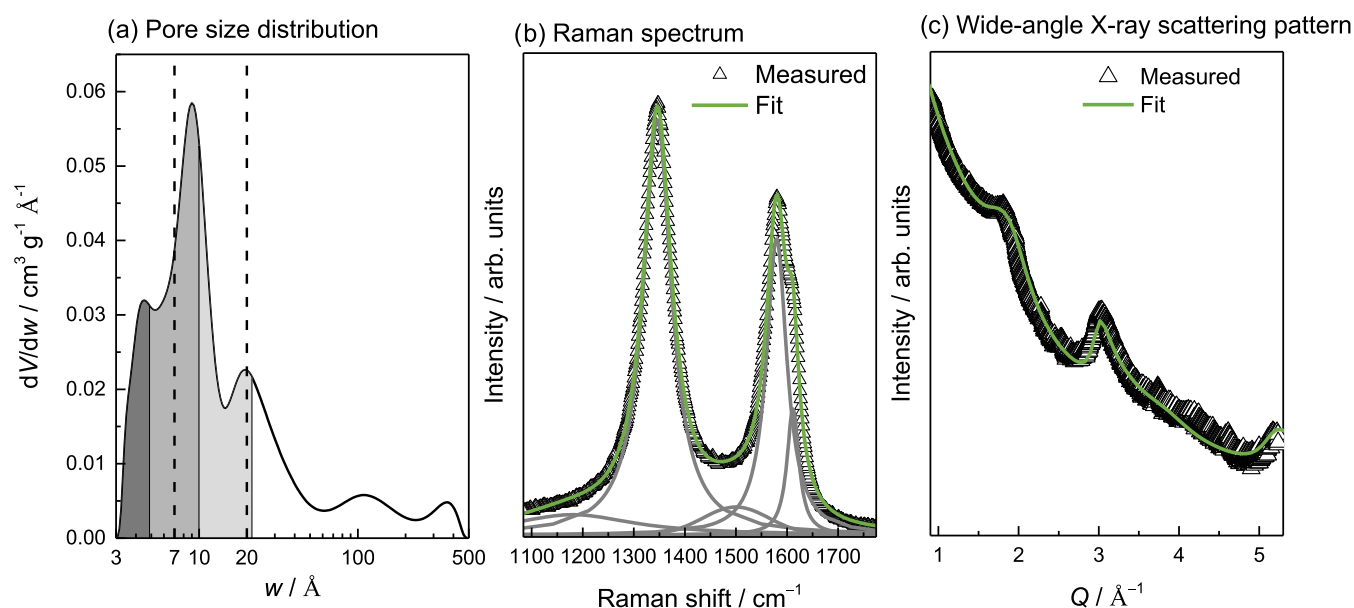 (a) Pore size distribution
dV/dw / cm³ g⁻¹ Å⁻¹
0.06
0.05
0.04
0.03
0.02
0.01
0.00
3 7 10 20 100 500
w / Å
(b) Raman spectrum
Measured
Fit
Intensity / arb. units
1100 1200 1300 1400 1500 1600 1700
Raman shift / cm⁻¹
(c) Wide-angle X-ray scattering pattern
Measured
Fit
Intensity / arb. units
1 2 3 4 5
Q / Å⁻¹